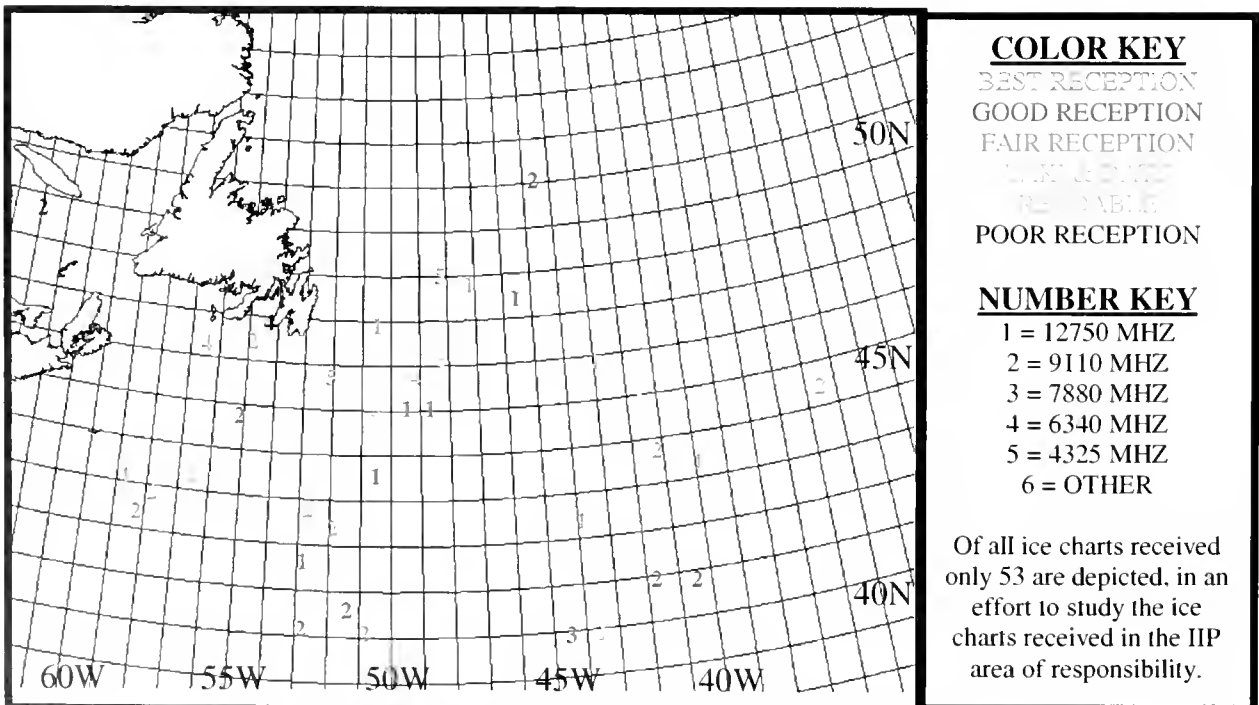 50N
45N
40N
60W 55W 50W 45W 40W
COLOR KEY
BEST RECEPTION
GOOD RECEPTION
FAIR RECEPTION
POOR RECEPTION
NUMBER KEY
1 = 12750 MHZ
2 = 9110 MHZ
3 = 7880 MHZ
4 = 6340 MHZ
5 = 4325 MHZ
6 = OTHER
Of all ice charts received
only 53 are depicted, in an
effort to study the ice
charts received in the IIP
area of responsibility.